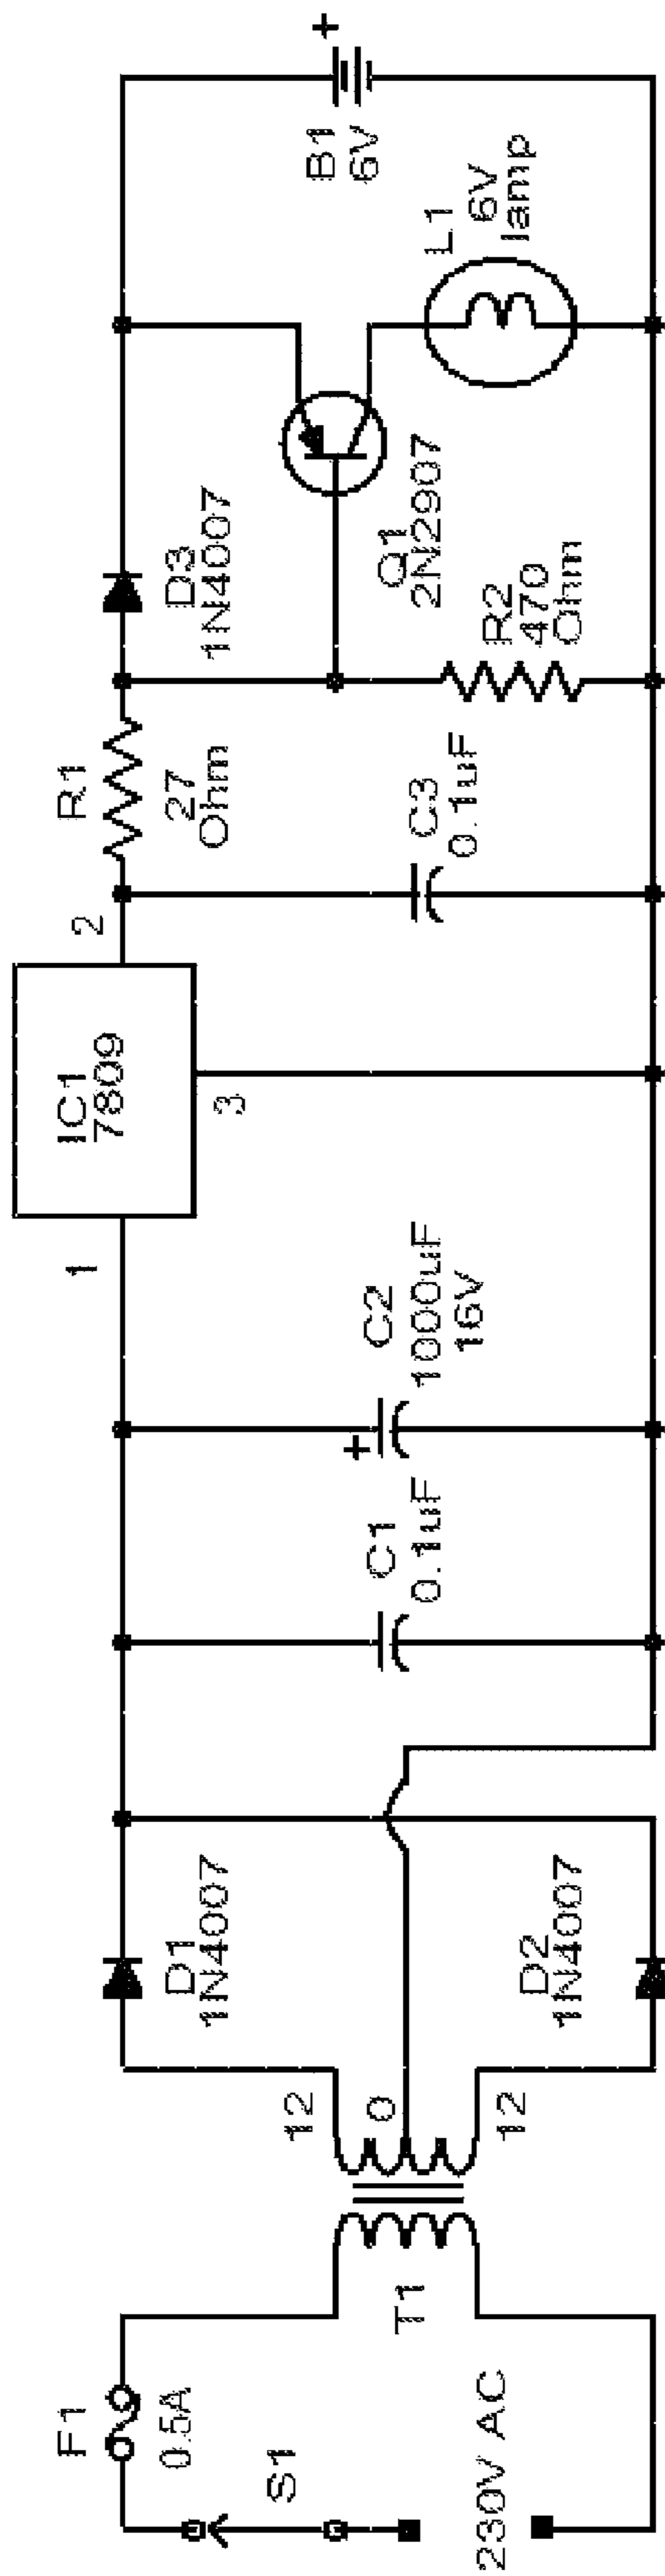 F1
0.5A
S1
230V AC
T1
12
0
12
D1
1N4007
D2
1N4007
C1
0.1uF
+
C2
1000uF
16V
1
IC1
7809
2
3
C3
0.1uF
R1
27
Ohm
D3
1N4007
R2
470
Ohm
Q1
2N2907
L1
6V
lamp
B1
6V
+